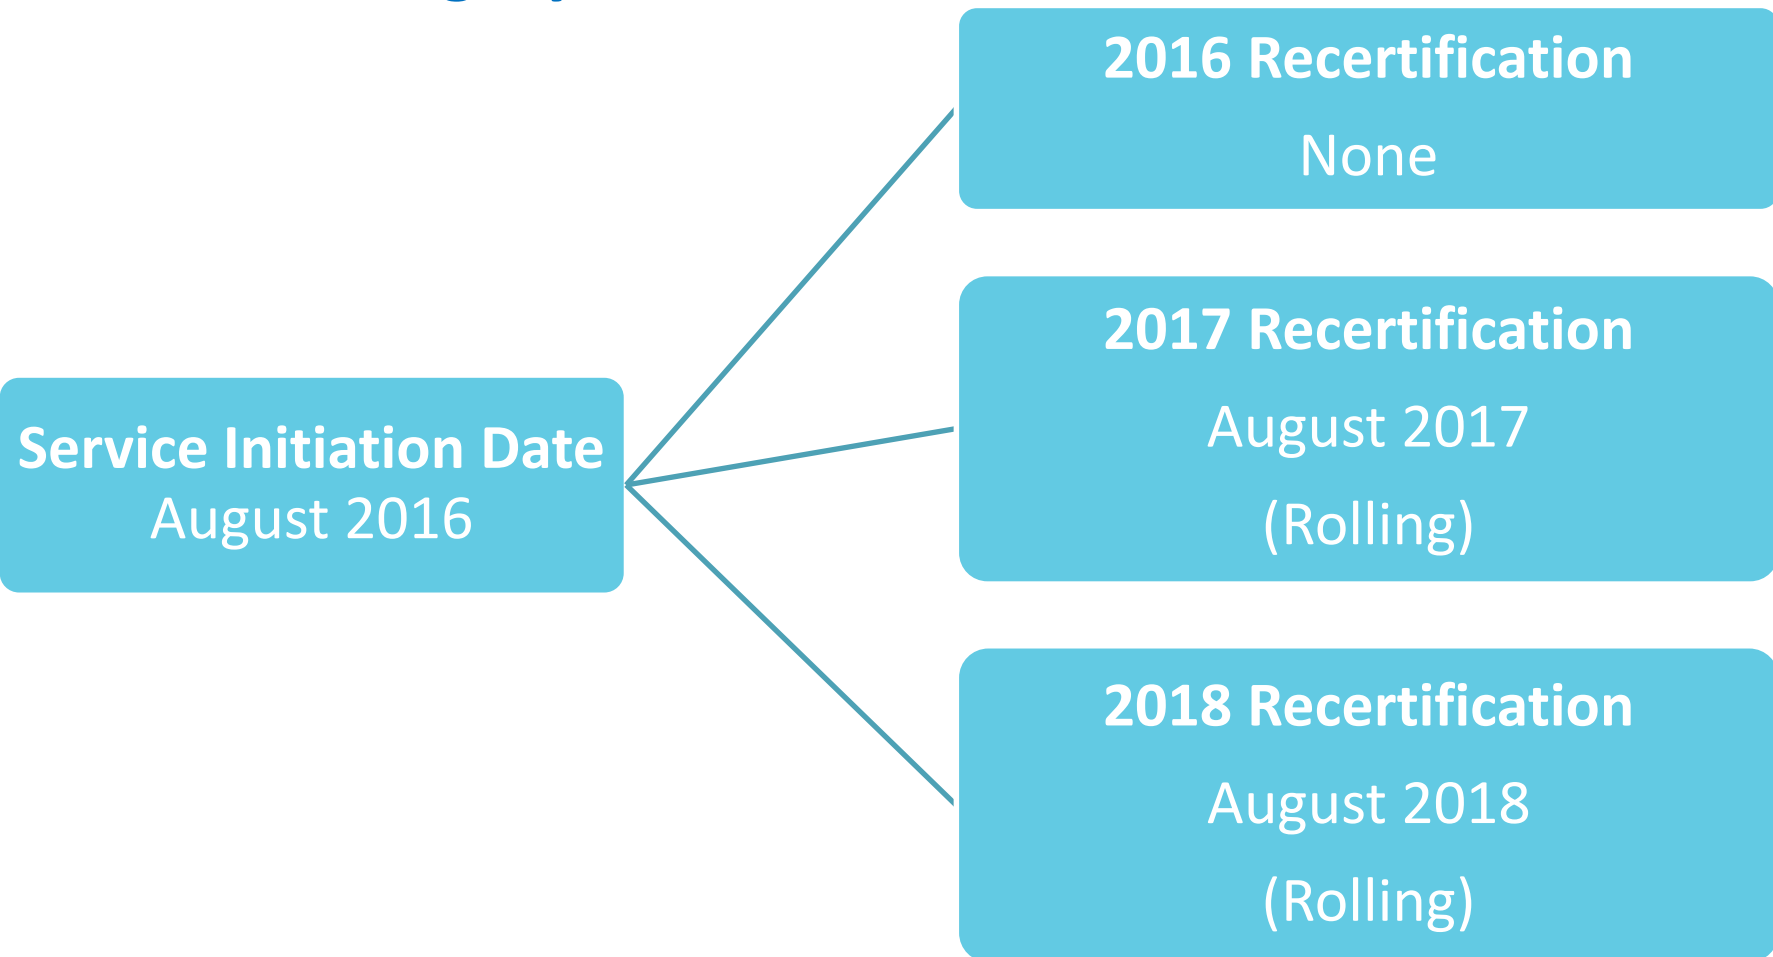 Service Initiation Date
August 2016
2016 Recertification
None
2017 Recertification
August 2017
(Rolling)
2018 Recertification
August 2018
(Rolling)